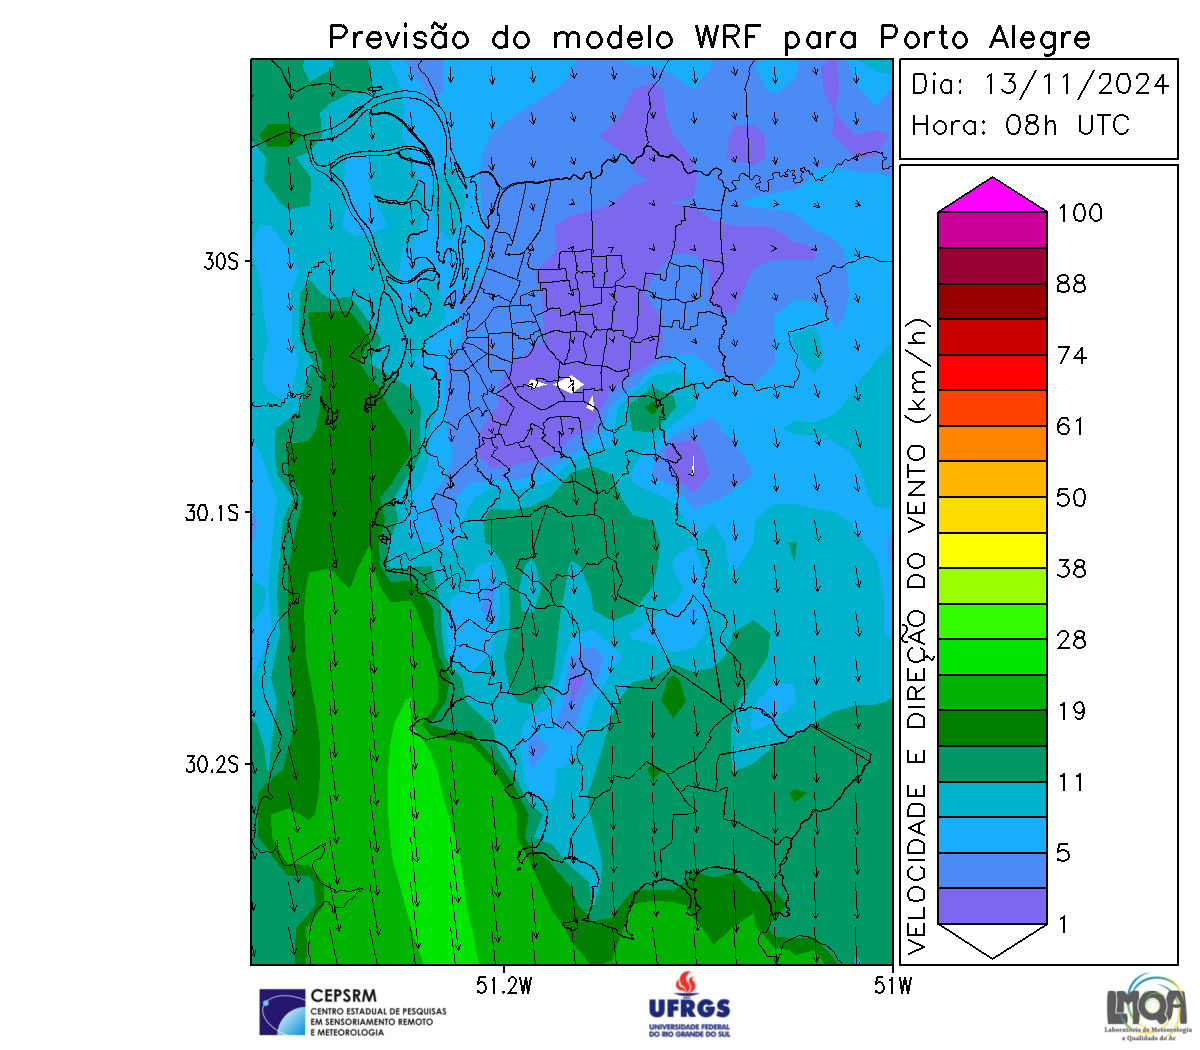 Previsão do modelo WRF para Porto Alegre
Dia: 13/11/2024
Hora: 08h UTC
30S
30.1S
30.2S
51.2W
51W
VELOCIDADE E DIREÇÃO DO VENTO (km/h)
100
88
74
61
50
38
28
19
11
5
1
CEPSRM
CENTRO ESTADUAL DE PESQUISAS
EM SENSORIAMENTO REMOTO
E METEOROLOGIA
UFRGS
UNIVERSIDADE FEDERAL
DO RIO GRANDE DO SUL
LMQA
Laboratório de Meteorologia
e Qualidade do Ar